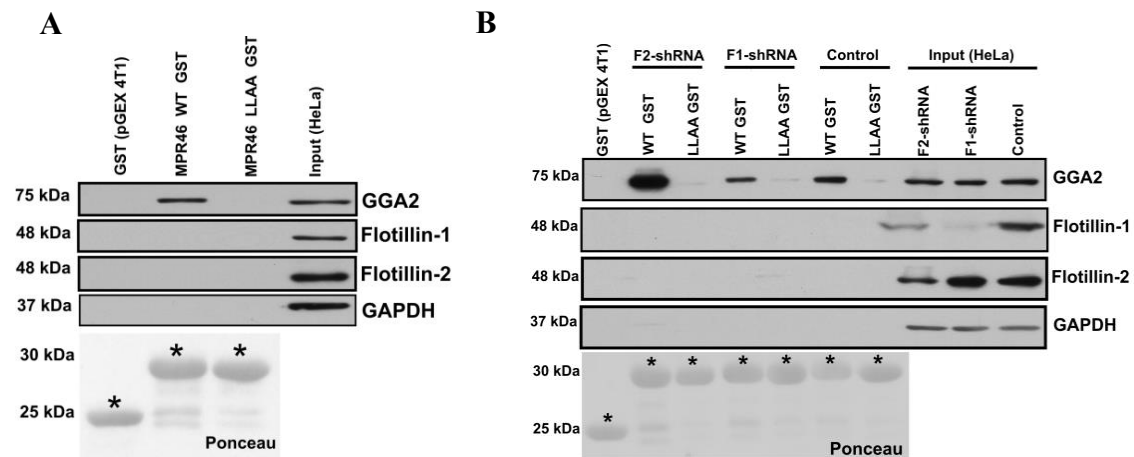 A
GST (pGEX 4T1)
MPR46 WT GST
MPR46 LLAA GST
Input (HeLa)
75 kDa
GGA2
48 kDa
Flotillin-1
48 kDa
Flotillin-2
37 kDa
GAPDH
30 kDa
* *
25 kDa
*
Ponceau
B
GST (pGEX 4T1)
F2-shRNA
F1-shRNA
Control
Input (HeLa)
WT GST
LLAA GST
WT GST
LLAA GST
WT GST
LLAA GST
F2-shRNA
F1-shRNA
Control
75 kDa
GGA2
48 kDa
Flotillin-1
48 kDa
Flotillin-2
37 kDa
GAPDH
30 kDa
* * * * * *
25 kDa
*
Ponceau